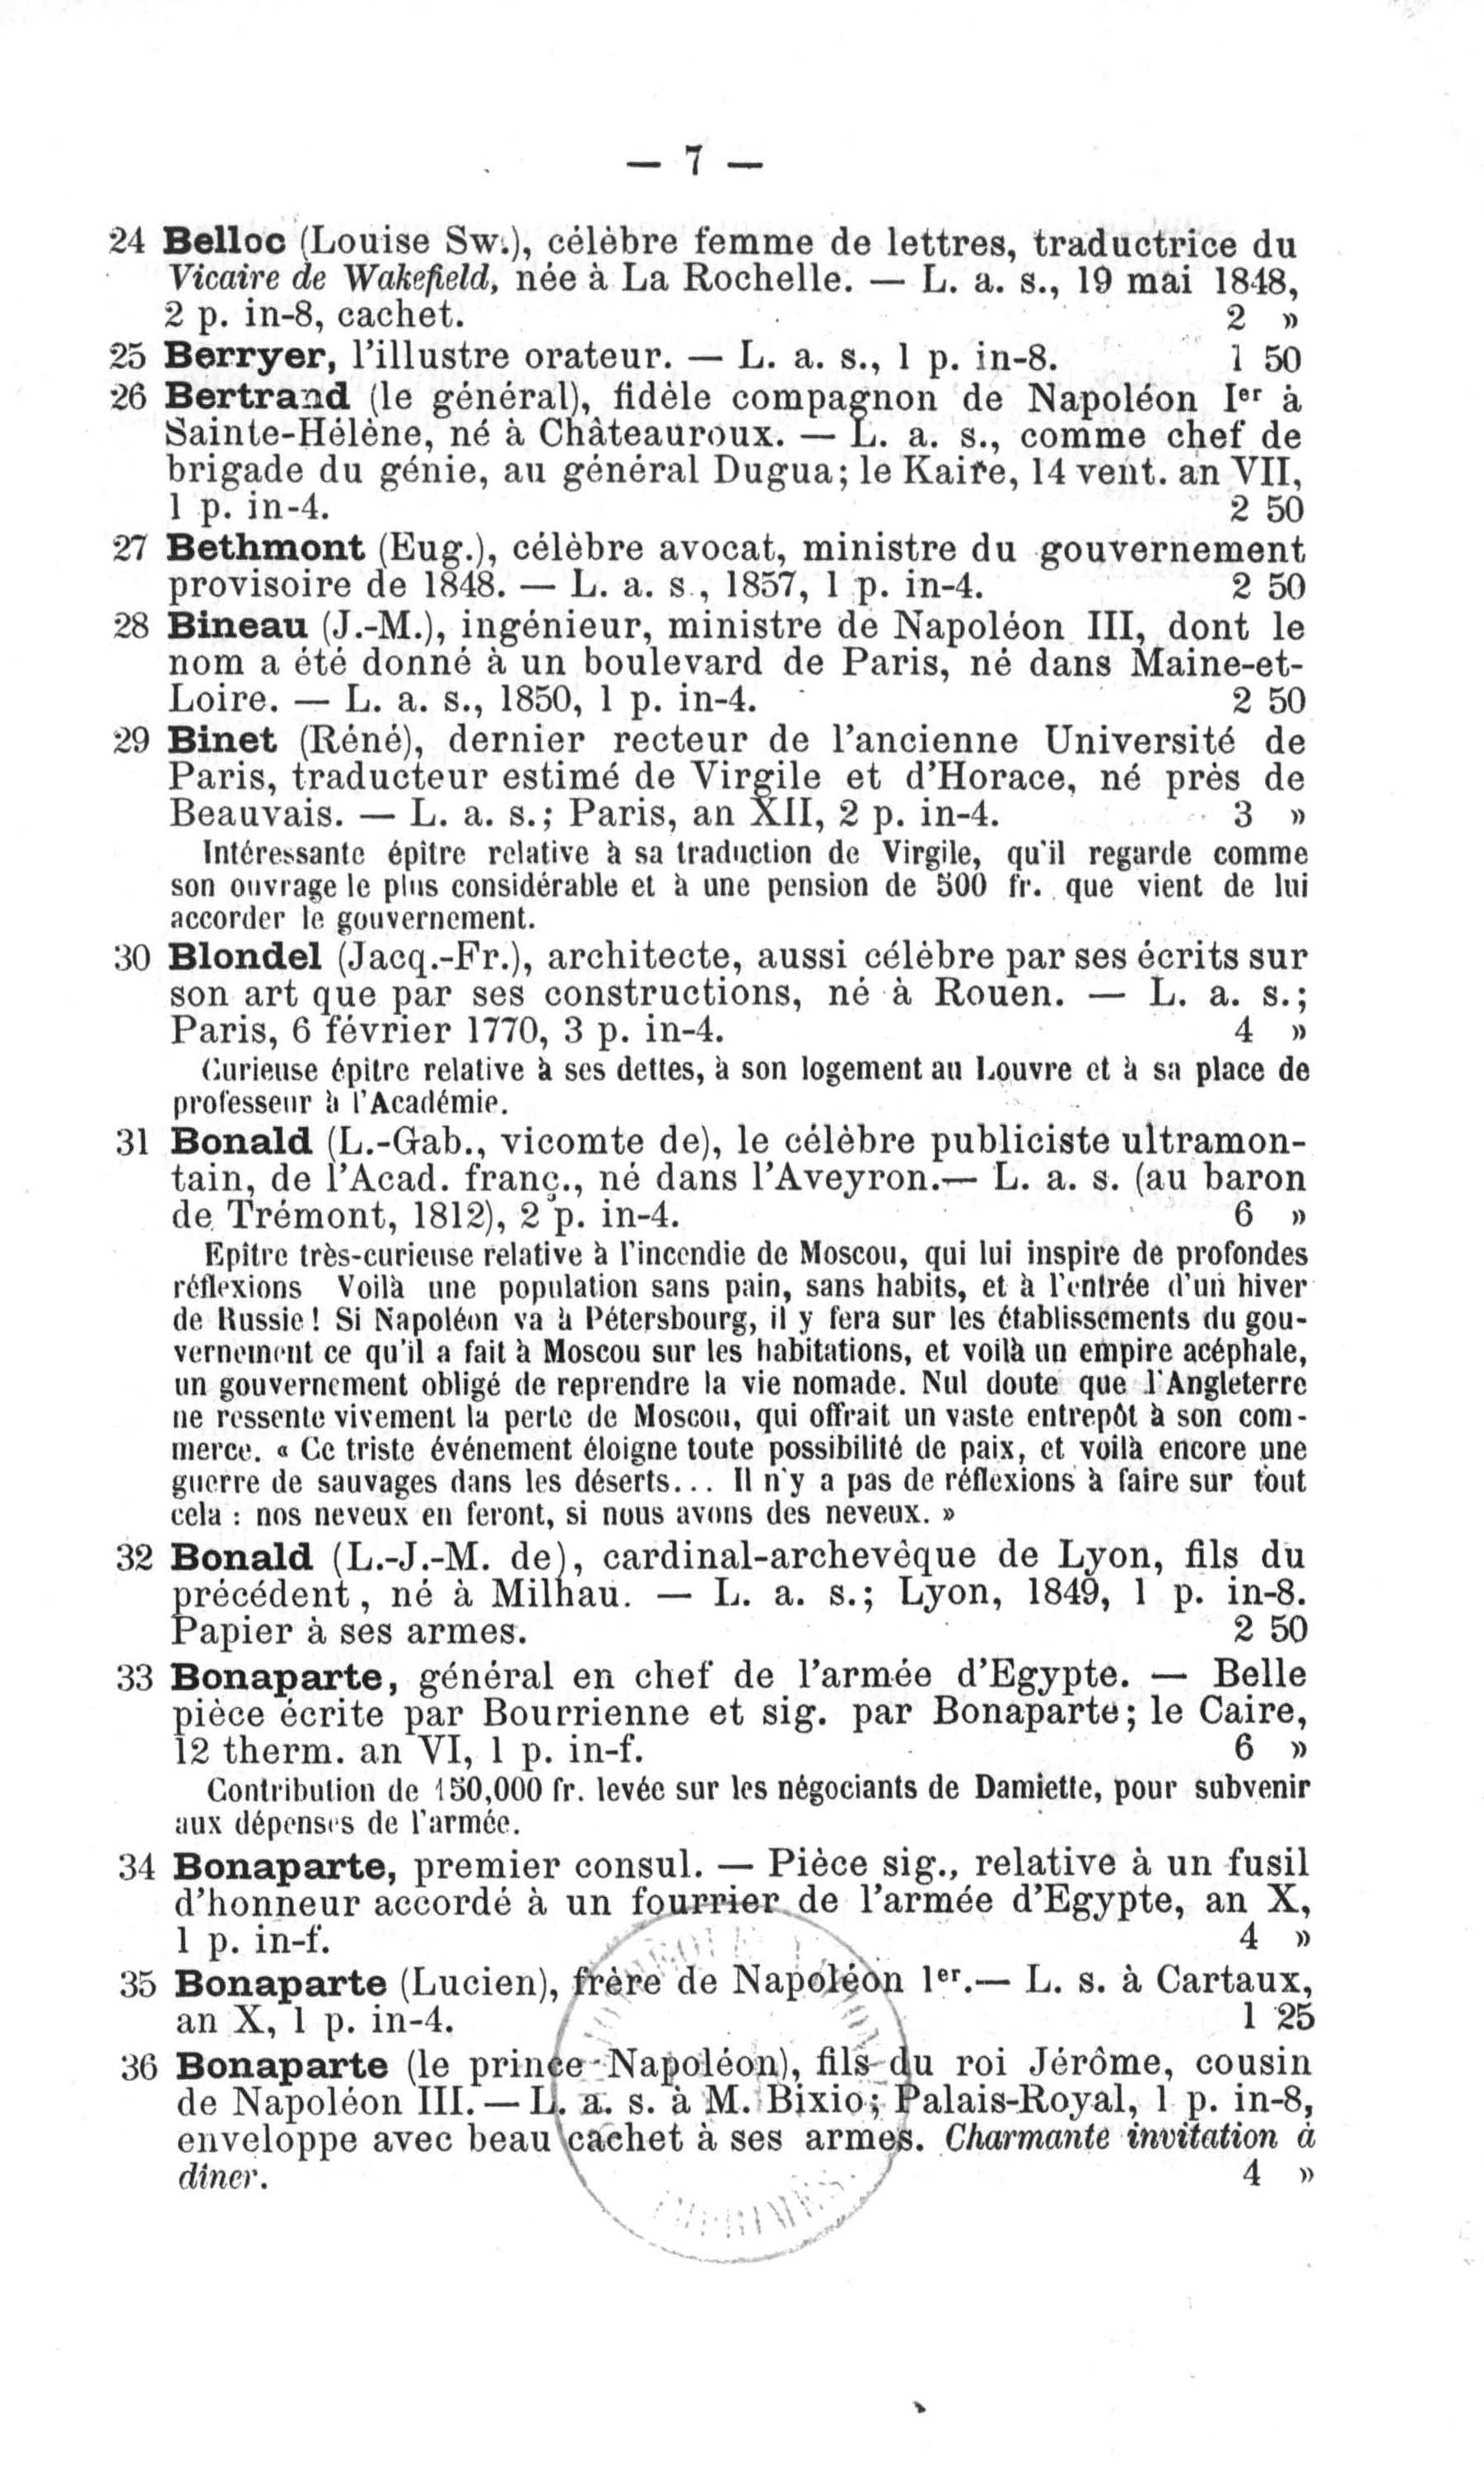 — 7 —
24 Belloc (Louise Sw.), célèbre femme de lettres, traductrice du
Vicaire de Wakefield, née à La Rochelle. — L. a. s., 19 mai 1848,
2 p. in-8, cachet. 2 »
25 Berryer, l'illustre orateur. — L. a. s., 1 p. in-8. 1 50
26 Bertrand (le général), fidèle compagnon de Napoléon Ier à
Sainte-Hélène, né à Châteauroux. — L. a. s., comme chef de
brigade du génie, au général Dugua; le Kaire, 14 vent. an VII,
1 p. in-4. 2 50
27 Bethmont (Eug.), célèbre avocat, ministre du gouvernement
provisoire de 1848. — L. a. s., 1857, 1 p. in-4. 2 50
28 Bineau (J.-M.), ingénieur, ministre de Napoléon III, dont le
nom a été donné à un boulevard de Paris, né dans Maine-et-
Loire. — L. a. s., 1850, 1 p. in-4. 2 50
29 Binet (Réné), dernier recteur de l'ancienne Université de
Paris, traducteur estimé de Virgile et d'Horace, né près de
Beauvais. — L. a. s.; Paris, an XII, 2 p. in-4. 3 »
Intéressante épitre relative à sa traduction de Virgile, qu'il regarde comme
son ouvrage le plus considérable et à une pension de 500 fr. que vient de lui
accorder le gouvernement.
30 Blondel (Jacq.-Fr.), architecte, aussi célèbre par ses écrits sur
son art que par ses constructions, né à Rouen. — L. a. s.;
Paris, 6 février 1770, 3 p. in-4. 4 »
Curieuse épitre relative à ses dettes, à son logement au Louvre et à sa place de
professeur à l'Académie.
31 Bonald (L.-Gab., vicomte de), le célèbre publiciste ultramon-
tain, de l'Acad. franç., né dans l'Aveyron.— L. a. s. (au baron
de Trémont, 1812), 2 p. in-4. 6 »
Epître très-curieuse relative à l'incendie de Moscou, qui lui inspire de profondes
réflexions Voilà une population sans pain, sans habits, et à l'entrée d'un hiver
de Russie! Si Napoléon va à Pétersbourg, il y fera sur les établissements du gou-
vernement ce qu'il a fait à Moscou sur les habitations, et voilà un empire acéphale,
un gouvernement obligé de reprendre la vie nomade. Nul doute que l'Angleterre
ne ressente vivement la perte de Moscou, qui offrait un vaste entrepôt à son com-
merce. « Ce triste événement éloigne toute possibilité de paix, et voilà encore une
guerre de sauvages dans les déserts... Il n'y a pas de réflexions à faire sur tout
cela : nos neveux en feront, si nous avons des neveux. »
32 Bonald (L.-J.-M. de), cardinal-archevêque de Lyon, fils du
précédent, né à Milhau. — L. a. s.; Lyon, 1849, 1 p. in-8.
Papier à ses armes. 2 50
33 Bonaparte, général en chef de l'armée d'Egypte. — Belle
pièce écrite par Bourrienne et sig. par Bonaparte; le Caire,
12 therm. an VI, 1 p. in-f. 6 »
Contribution de 150,000 fr. levée sur les négociants de Damiette, pour subvenir
aux dépenses de l'armée.
34 Bonaparte, premier consul. — Pièce sig., relative à un fusil
d'honneur accordé à un fourrier de l'armée d'Egypte, an X,
1 p. in-f. 4 »
35 Bonaparte (Lucien), frère de Napoléon 1er.— L. s. à Cartaux,
an X, 1 p. in-4. 1 25
36 Bonaparte (le prince Napoléon), fils du roi Jérôme, cousin
de Napoléon III. — L. a. s. à M. Bixio; Palais-Royal, 1 p. in-8,
enveloppe avec beau cachet à ses armes. Charmante invitation à
dîner. 4 »